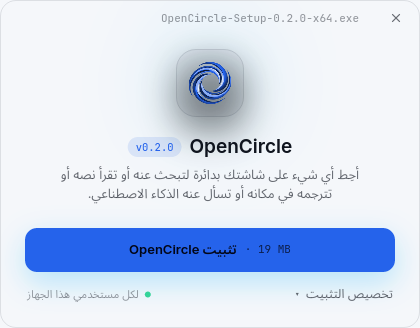 OpenCircle-Setup-0.2.0-x64.exe
OpenCircle v0.2.0
أحِط أي شيء على شاشتك بدائرة لتبحث عنه أو تقرأ نصه أو
تترجمه في مكانه أو تسأل عنه الذكاء الاصطناعي.
تثبيت OpenCircle · 19 MB
تخصيص التثبيت ▾
لكل مستخدمي هذا الجهاز